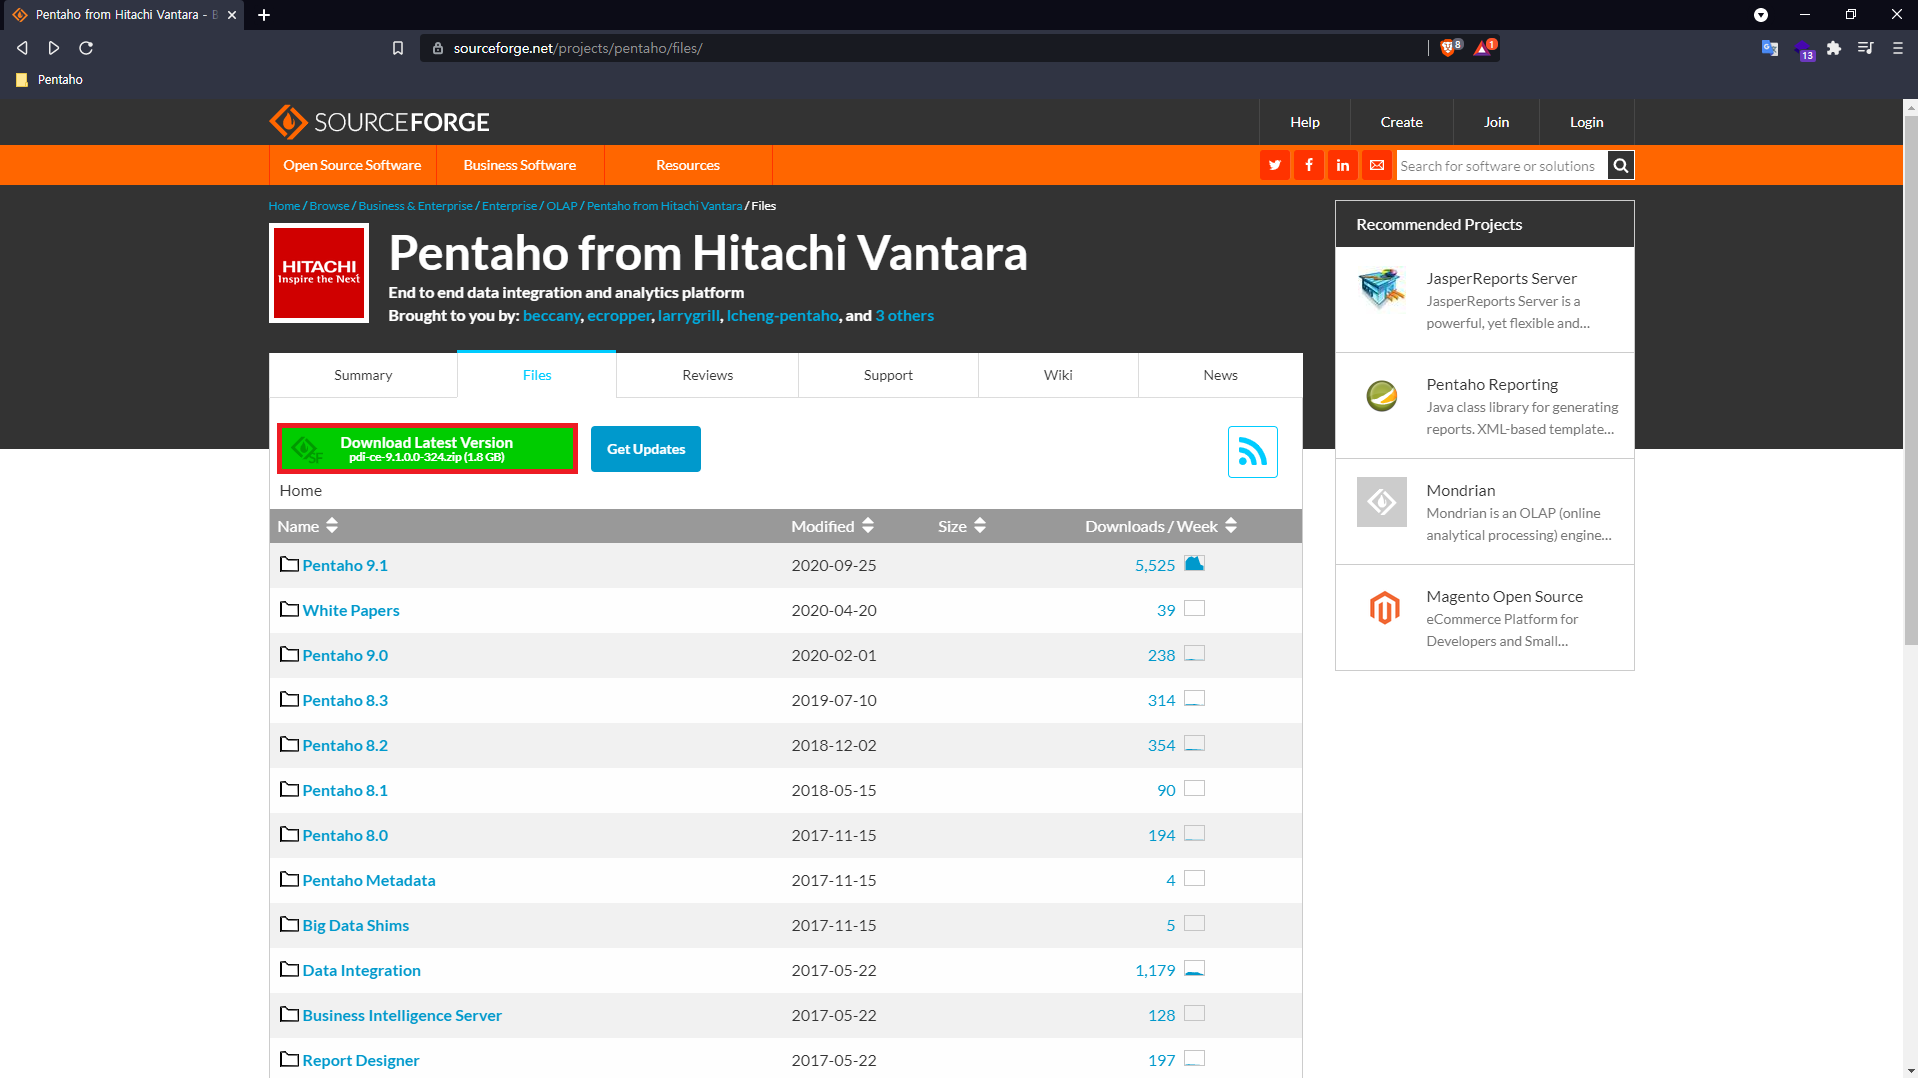 Pentaho from Hitachi Vantara - B
sourceforge.net/projects/pentaho/files/
8
1
13
Pentaho
SOURCEFORGE
Help
Create
Join
Login
Open Source Software
Business Software
Resources
Search for software or solutions
Home / Browse / Business & Enterprise / Enterprise / OLAP / Pentaho from Hitachi Vantara / Files
HITACHI
Inspire the Next
Pentaho from Hitachi Vantara
End to end data integration and analytics platform
Brought to you by: beccany, ecropper, larrygrill, lcheng-pentaho, and 3 others
Summary
Files
Reviews
Support
Wiki
News
SF
Download Latest Version
pdi-ce-9.1.0.0-324.zip (1.8 GB)
Get Updates
Home
Name Modified Size Downloads / Week
Pentaho 9.1 2020-09-25 5,525
White Papers 2020-04-20 39
Pentaho 9.0 2020-02-01 238
Pentaho 8.3 2019-07-10 314
Pentaho 8.2 2018-12-02 354
Pentaho 8.1 2018-05-15 90
Pentaho 8.0 2017-11-15 194
Pentaho Metadata 2017-11-15 4
Big Data Shims 2017-11-15 5
Data Integration 2017-05-22 1,179
Business Intelligence Server 2017-05-22 128
Report Designer 2017-05-22 197
Recommended Projects
JasperReports Server
JasperReports Server is a
powerful, yet flexible and...
Pentaho Reporting
Java class library for generating
reports. XML-based template...
Mondrian
Mondrian is an OLAP (online
analytical processing) engine...
Magento Open Source
eCommerce Platform for
Developers and Small...